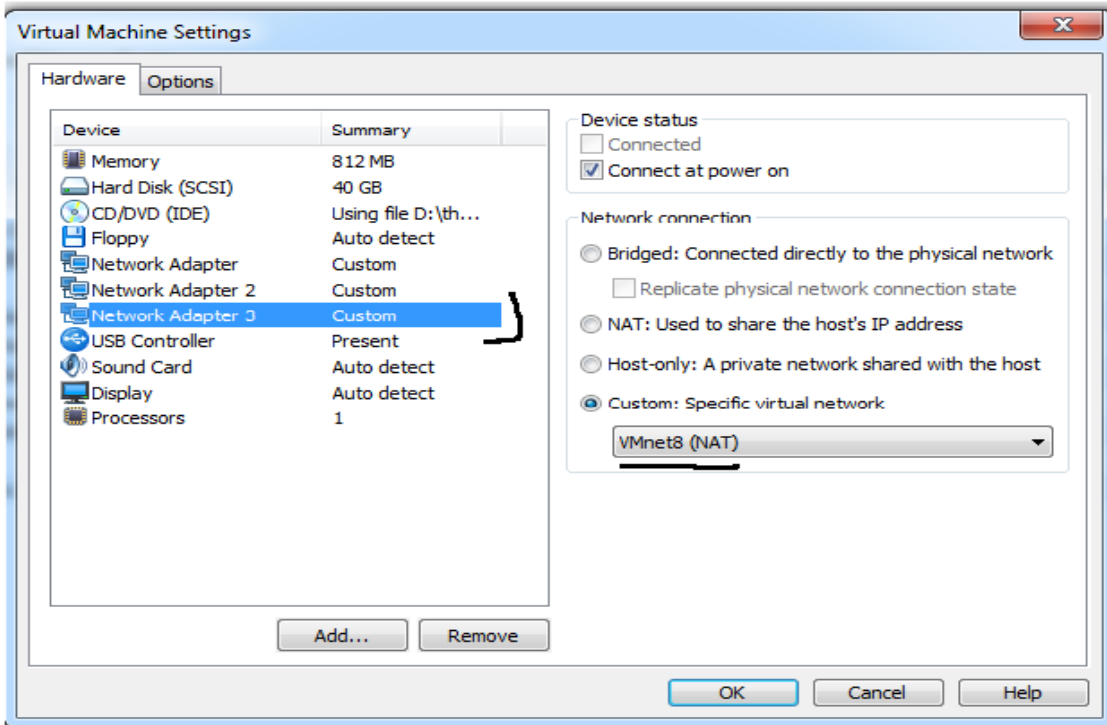 Virtual Machine Settings
Hardware
Options
Device Summary
Memory 812 MB
Hard Disk (SCSI) 40 GB
CD/DVD (IDE) Using file D:\th...
Floppy Auto detect
Network Adapter Custom
Network Adapter 2 Custom
Network Adapter 3 Custom
USB Controller Present
Sound Card Auto detect
Display Auto detect
Processors 1
Add...
Remove
Device status
Connected
Connect at power on
Network connection
Bridged: Connected directly to the physical network
Replicate physical network connection state
NAT: Used to share the host's IP address
Host-only: A private network shared with the host
Custom: Specific virtual network
VMnet8 (NAT)
OK
Cancel
Help